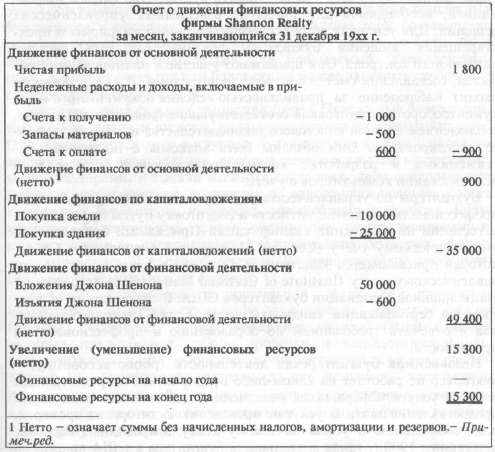 Отчет о движении финансовых ресурсов
фирмы Shannon Realty
за месяц, заканчивающийся 31 декабря 19xx г.
Движение финансов от основной деятельности
Чистая прибыль 1 800
Неденежные расходы и доходы, включаемые в при-
быль
Счета к получению −1 000
Запасы материалов −500
Счета к оплате 600 −900
Движение финансов от основной деятельности
(нетто)1 900
Движение финансов по капиталовложениям
Покупка земли −10 000
Покупка здания −25 000
Движение финансов от капиталовложений (нетто) −35 000
Движение финансов от финансовой деятельности
Вложения Джона Шенона 50 000
Изъятия Джона Шенона −600
Движение финансов от финансовой деятельности
(нетто) 49 400
Увеличение (уменьшение) финансовых ресурсов
(нетто) 15 300
Финансовые ресурсы на начало года —
Финансовые ресурсы на конец года 15 300
1 Нетто — означает суммы без начисленных налогов, амортизации и резервов.— При-
меч.ред.